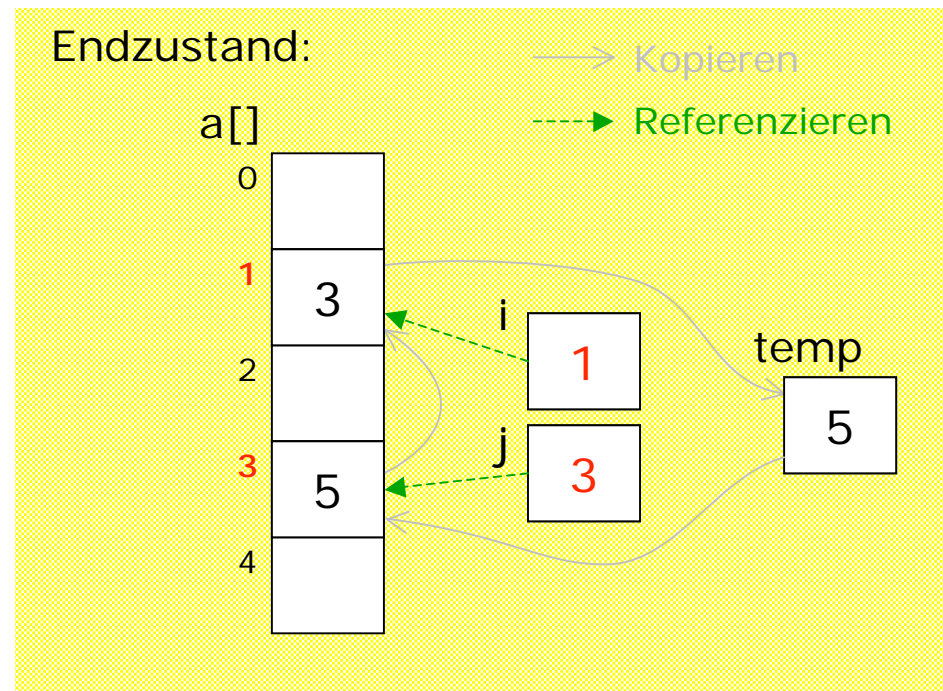 Endzustand:
Kopieren
Referenzieren
a[]
0
1
3
i
1
2
temp
5
j
3
3
5
4